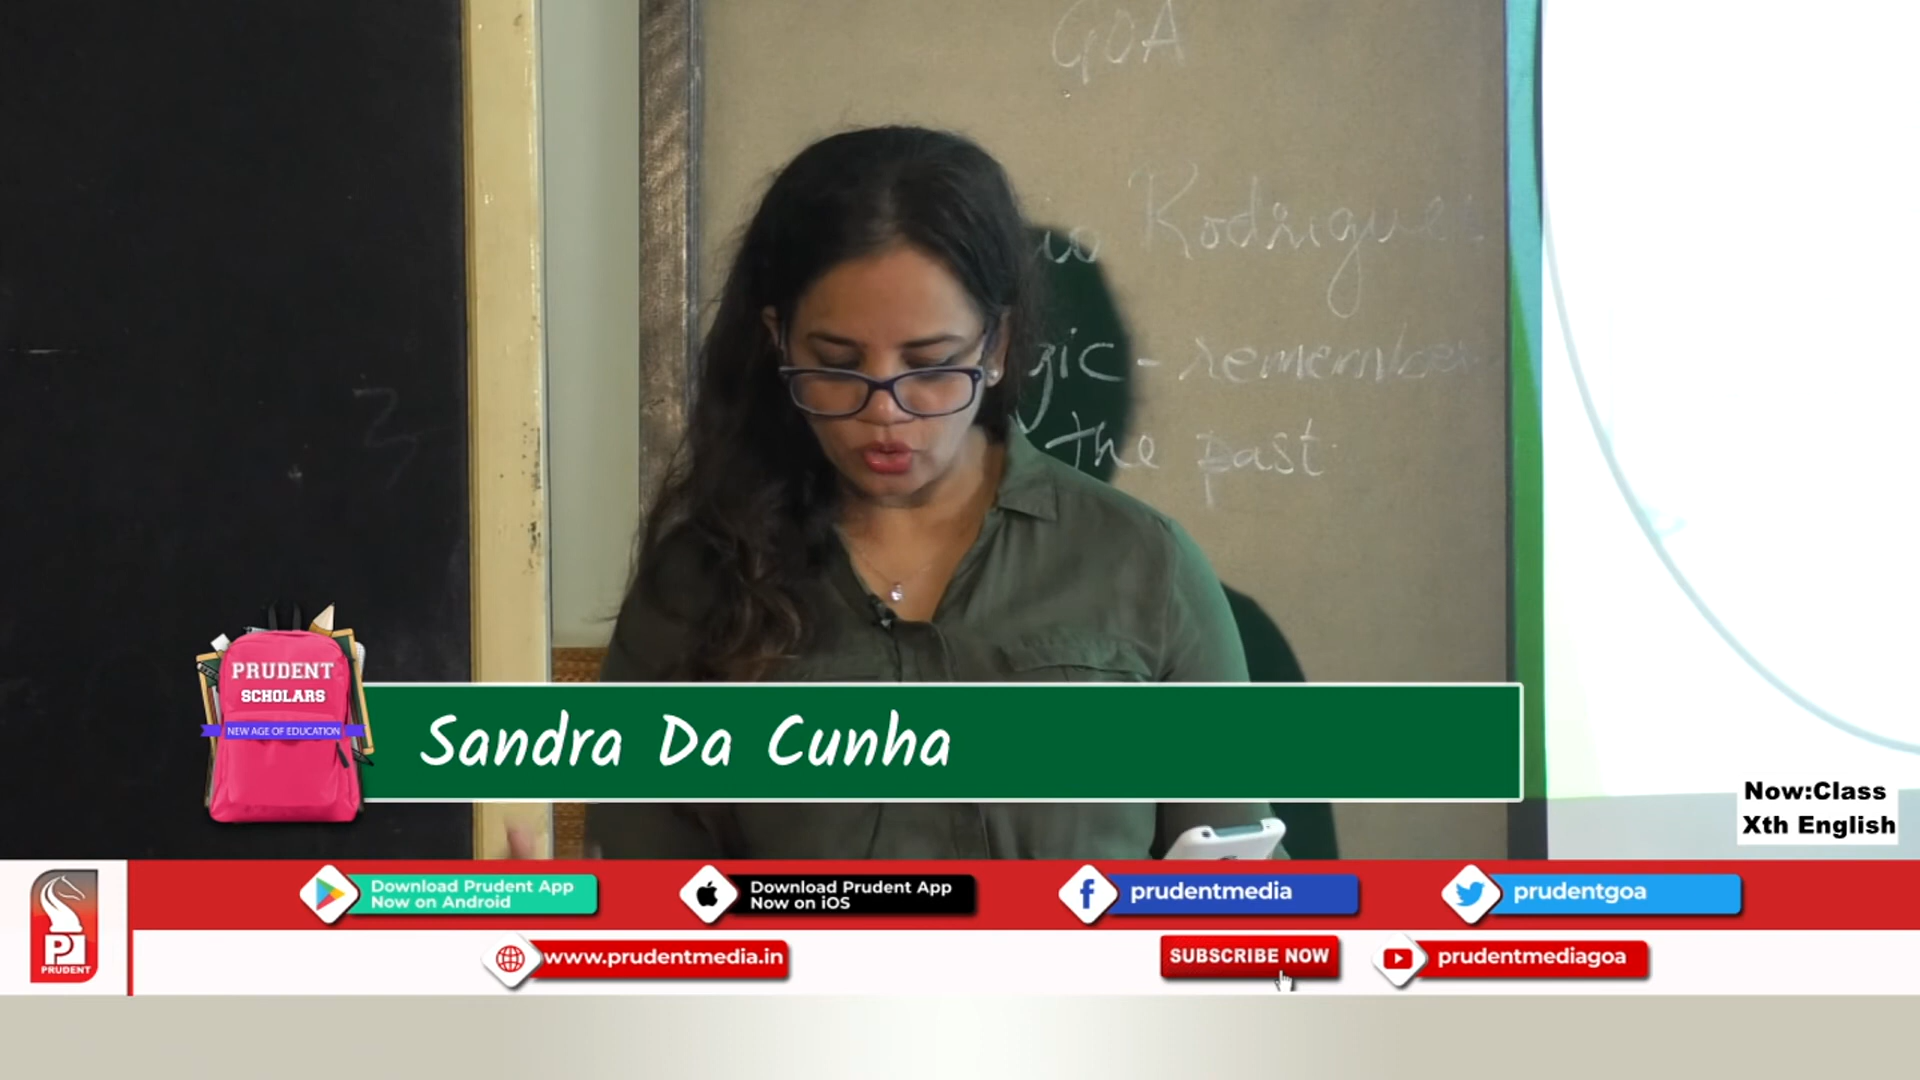 GOA
Rodrigues
gic - remember
the past.
PRUDENT
SCHOLARS
NEW AGE OF EDUCATION
Sandra Da Cunha
Now:Class
Xth English
Download Prudent App
Now on Android
Download Prudent App
Now on iOS
prudentmedia
prudentgoa
PRUDENT
www.prudentmedia.in
SUBSCRIBE NOW
prudentmediagoa